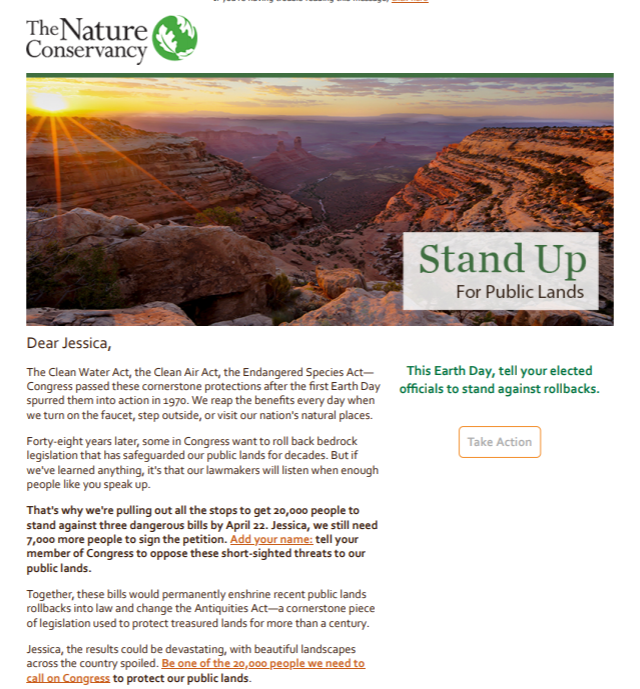 The Nature
Conservancy
Stand Up
For Public Lands
Dear Jessica,
The Clean Water Act, the Clean Air Act, the Endangered Species Act—
Congress passed these cornerstone protections after the first Earth Day
spurred them into action in 1970. We reap the benefits every day when
we turn on the faucet, step outside, or visit our nation's natural places.
Forty-eight years later, some in Congress want to roll back bedrock
legislation that has safeguarded our public lands for decades. But if
we've learned anything, it's that our lawmakers will listen when enough
people like you speak up.
That's why we're pulling out all the stops to get 20,000 people to
stand against three dangerous bills by April 22. Jessica, we still need
7,000 more people to sign the petition. Add your name: tell your
member of Congress to oppose these short-sighted threats to our
public lands.
Together, these bills would permanently enshrine recent public lands
rollbacks into law and change the Antiquities Act—a cornerstone piece
of legislation used to protect treasured lands for more than a century.
Jessica, the results could be devastating, with beautiful landscapes
across the country spoiled. Be one of the 20,000 people we need to
call on Congress to protect our public lands.
This Earth Day, tell your elected
officials to stand against rollbacks.
Take Action